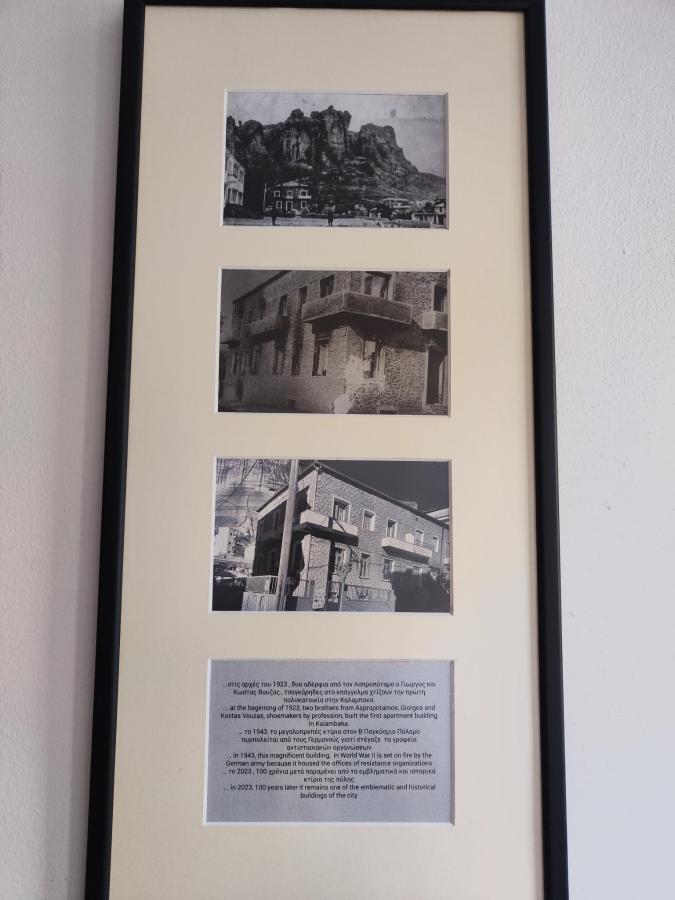 ...στις αρχές του 1923 , δυο αδέρφια από τον Ασπροπόταμο ο Γιωργος και
Κωστας Βουζας , τσαγκάρηδες στο επάγγελμα χτίζουν την πρώτη
πολυκατοικία στην Καλαμπακα.
... at the beginning of 1923, two brothers from Aspropotamos, Giorgos and
Kostas Vouzas, shoemakers by profession, built the first apartment building
in Kalambaka.
... το 1943, το μεγαλοπρεπές κτίριο στον Β Παγκόσμιο Πόλεμο
πυρπολείται από τους Γερμανούς γιατί στέγαζε τα γραφεία
αντιστασιακών οργανώσεων
... in 1943, this magnificent building, in World War II is set on fire by the
German army because it housed the offices of resistance organizations
... το 2023 , 100 χρόνια μετά παραμένει από τα εμβληματικά και ιστορικά
κτίρια της πόλης
... in 2023, 100 years later it remains one of the emblematic and historical
buildings of the city